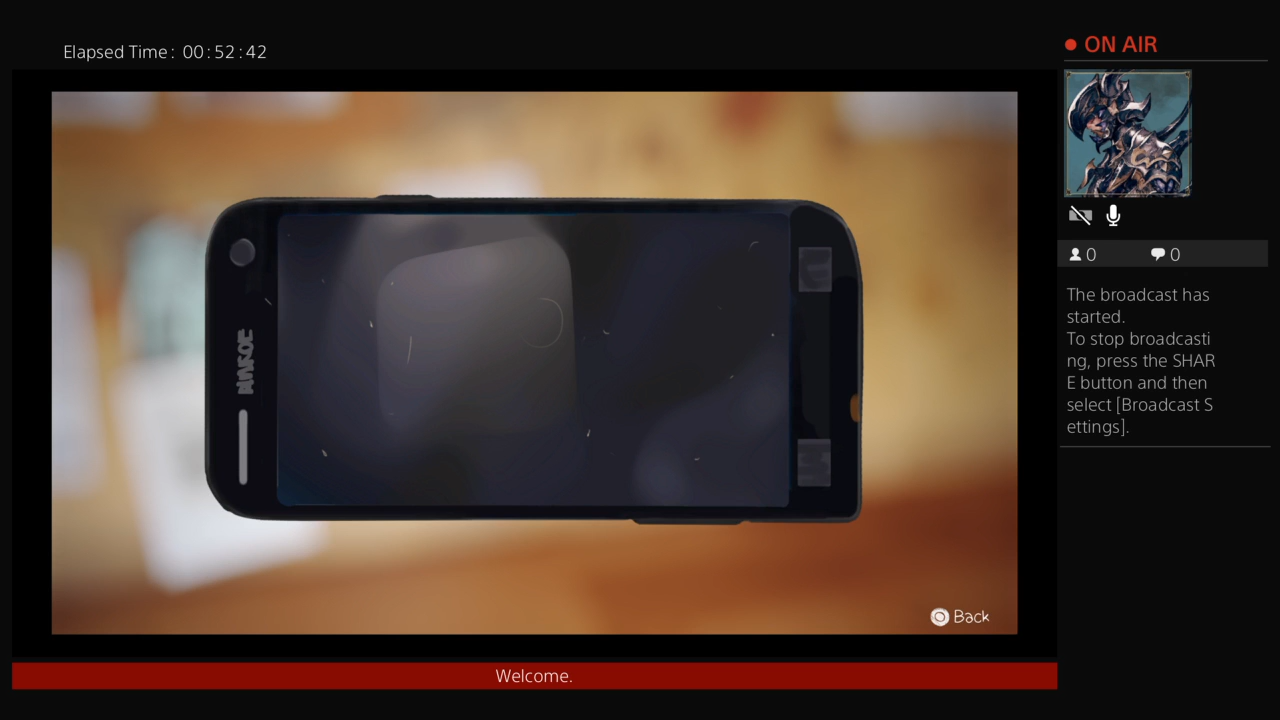 Elapsed Time: 00:52:42
ON AIR
0 0
The broadcast has
started.
To stop broadcasti
ng, press the SHAR
E button and then
select [Broadcast S
ettings].
Back
Welcome.